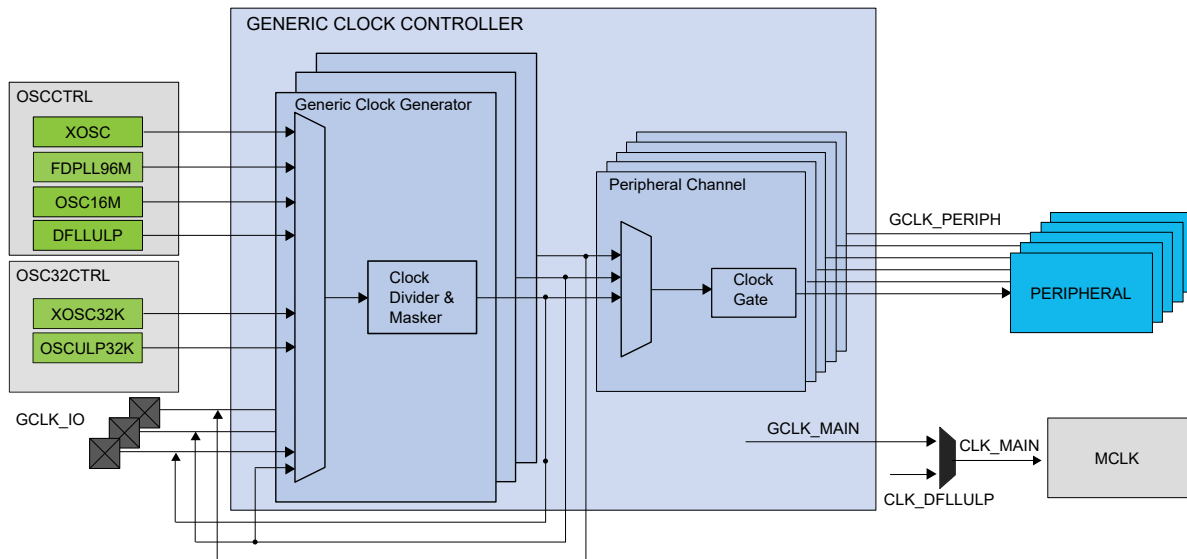 GENERIC CLOCK CONTROLLER
OSCCTRL
XOSC
FDPLL96M
OSC16M
DFLLULP
OSC32CTRL
XOSC32K
OSCULP32K
GCLK_IO
Generic Clock Generator
Clock
Divider &
Masker
Peripheral Channel
Clock
Gate
GCLK_PERIPH
PERIPHERAL
GCLK_MAIN
CLK_MAIN
CLK_DFLLULP
MCLK